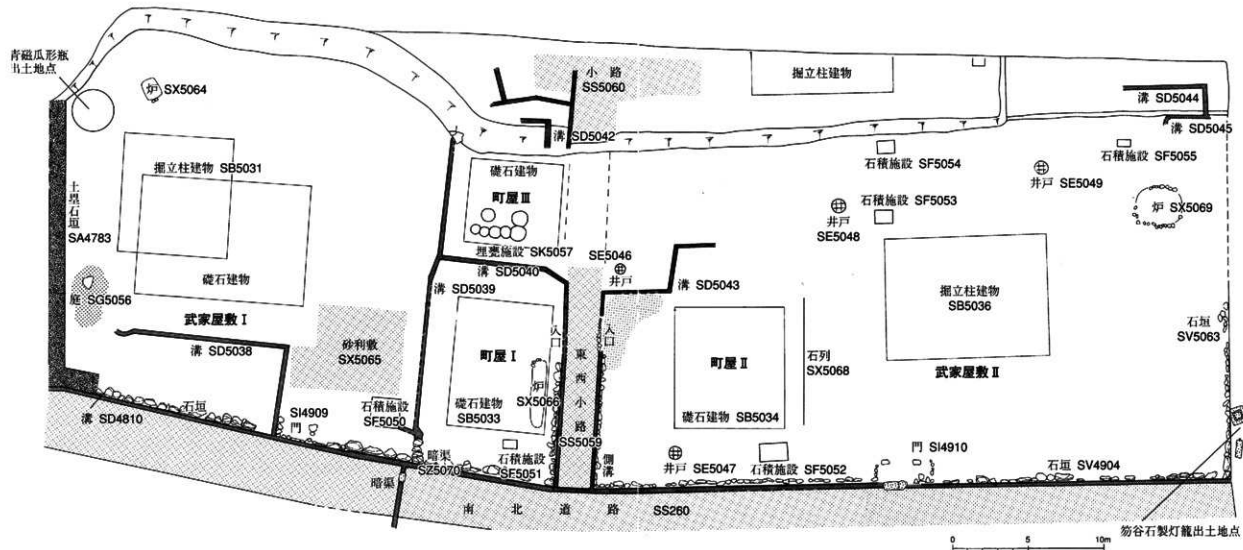 青磁瓜形瓶
出土地点
炉 SX5064
掘立柱建物 SB5031
土塁石垣
SA4783
礎石建物
庭 SG5056
武家屋敷Ⅰ
溝 SD5038
砂利敷
SX5065
石垣
溝 SD4810
SI4909
門
石積施設
SF5050
暗渠
SZ5070
暗渠
小路
SS5060
溝 SD5042
礎石建物
町屋Ⅲ
埋甕施設 SK5057
溝 SD5040
溝 SD5039
SE5046
井戸
町屋Ⅰ
炉
SX5066
礎石建物
SB5033
石積施設
SF5051
入口
東西小路
SS5059
入口
側溝
溝 SD5043
町屋Ⅱ
礎石建物 SB5034
石列
SX5068
井戸 SE5047
石積施設 SF5052
掘立柱建物
石積施設 SF5054
石積施設 SF5053
井戸
SE5048
井戸 SE5049
溝 SD5044
溝 SD5045
石積施設 SF5055
炉 SX5069
掘立柱建物
SB5036
武家屋敷Ⅱ
石垣
SV5063
門 SI4910
石垣 SV4904
南北道路 SS260
笏谷石製灯籠出土地点
0 5 10m